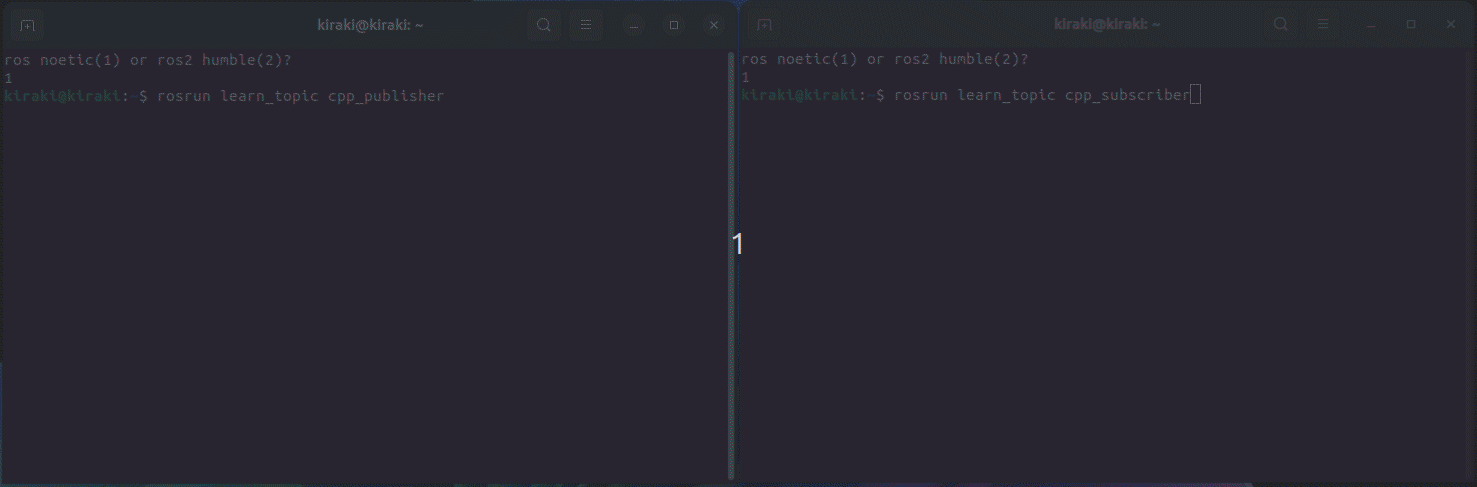 kiraki@kiraki: ~
ros noetic(1) or ros2 humble(2)?
1
kiraki@kiraki:~$ rosrun learn_topic cpp_publisher
kiraki@kiraki: ~
ros noetic(1) or ros2 humble(2)?
1
kiraki@kiraki:~$ rosrun learn_topic cpp_subscriber
1